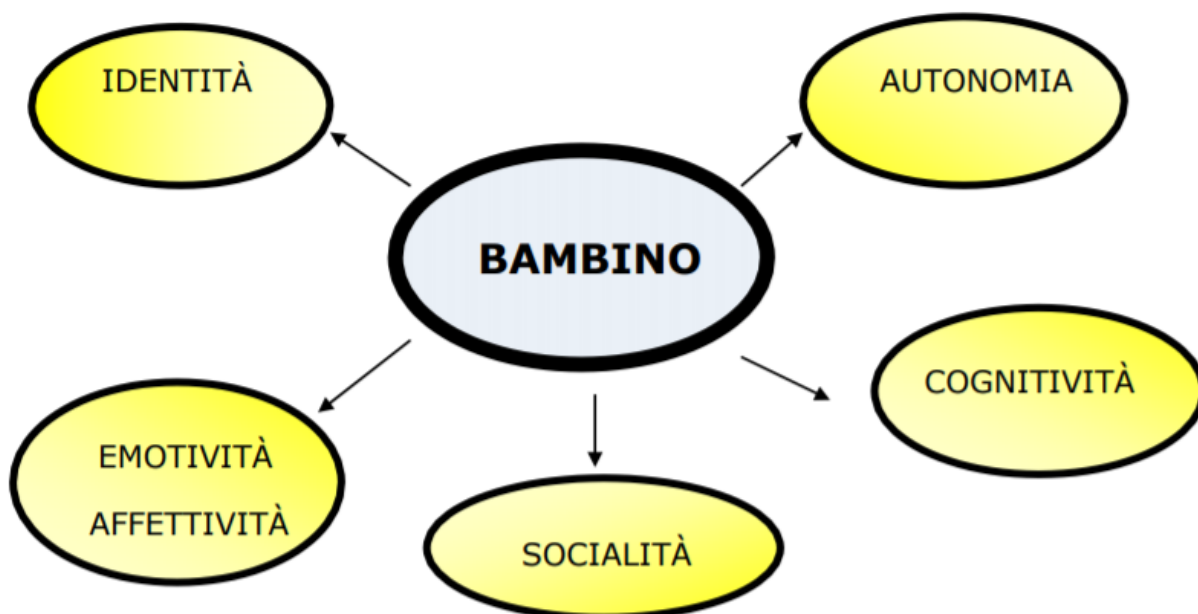 IDENTITÀ
AUTONOMIA
BAMBINO
COGNITIVITÀ
EMOTIVITÀ
AFFETTIVITÀ
SOCIALITÀ